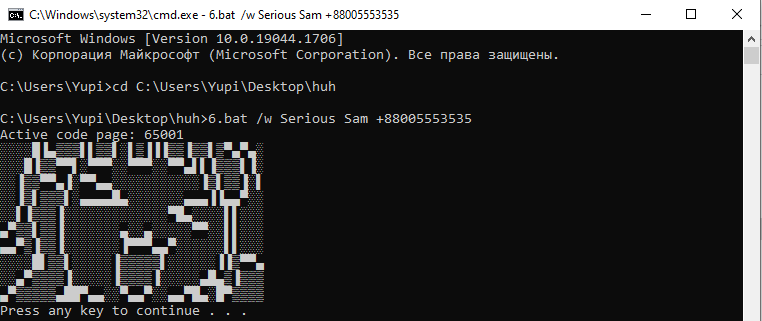 C:\Windows\system32\cmd.exe - 6.bat /w Serious Sam +88005553535
Microsoft Windows [Version 10.0.19044.1706]
(c) Корпорация Майкрософт (Microsoft Corporation). Все права защищены.
C:\Users\Yupi>cd C:\Users\Yupi\Desktop\huh
C:\Users\Yupi\Desktop\huh>6.bat /w Serious Sam +88005553535
Active code page: 65001
Press any key to continue . . .